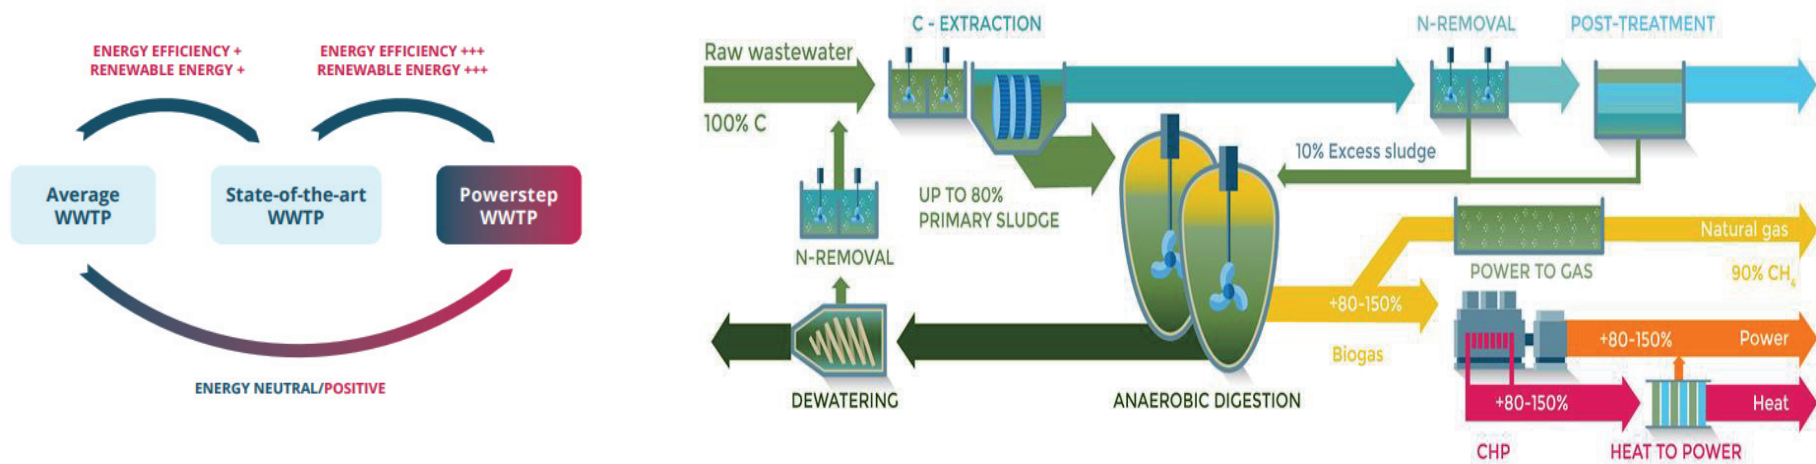 ENERGY EFFICIENCY +
RENEWABLE ENERGY +
ENERGY EFFICIENCY +++
RENEWABLE ENERGY +++
Average
WWTP
State-of-the-art
WWTP
Powerstep
WWTP
ENERGY NEUTRAL/POSITIVE
C - EXTRACTION
N-REMOVAL
POST-TREATMENT
Raw wastewater
100% C
10% Excess sludge
UP TO 80%
PRIMARY SLUDGE
N-REMOVAL
Natural gas
POWER TO GAS
90% CH₄
+80-150%
Biogas
+80-150%
Power
DEWATERING
ANAEROBIC DIGESTION
+80-150%
Heat
CHP
HEAT TO POWER